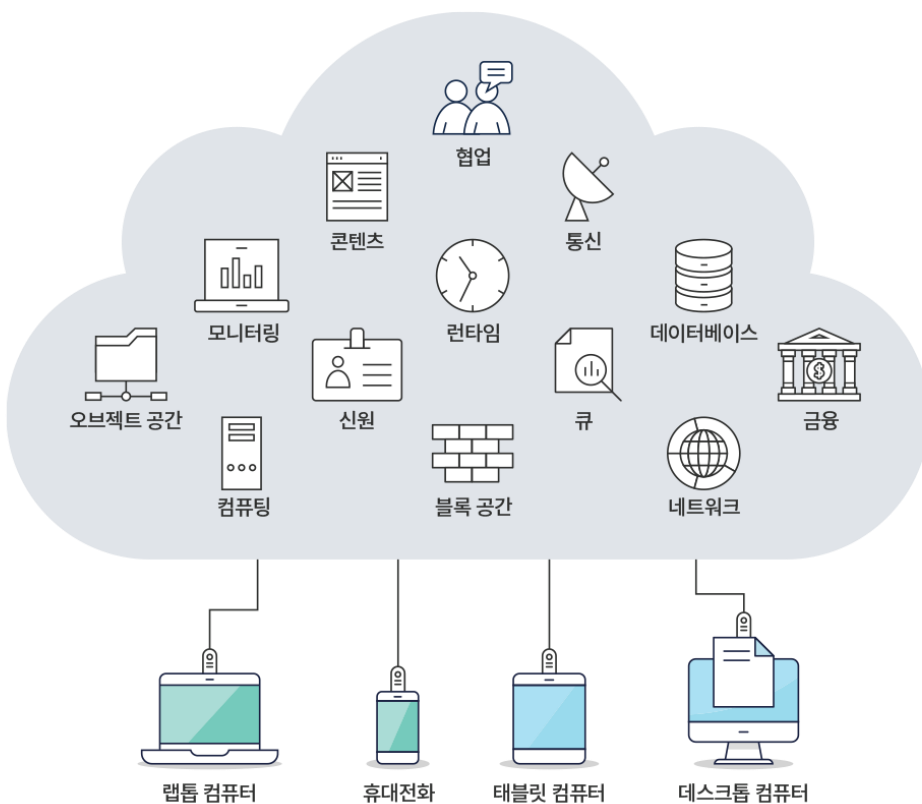 협업
콘텐츠
통신
모니터링
런타임
데이터베이스
오브젝트 공간
신원
큐
금융
컴퓨팅
블록 공간
네트워크
랩톱 컴퓨터
휴대전화
태블릿 컴퓨터
데스크톱 컴퓨터